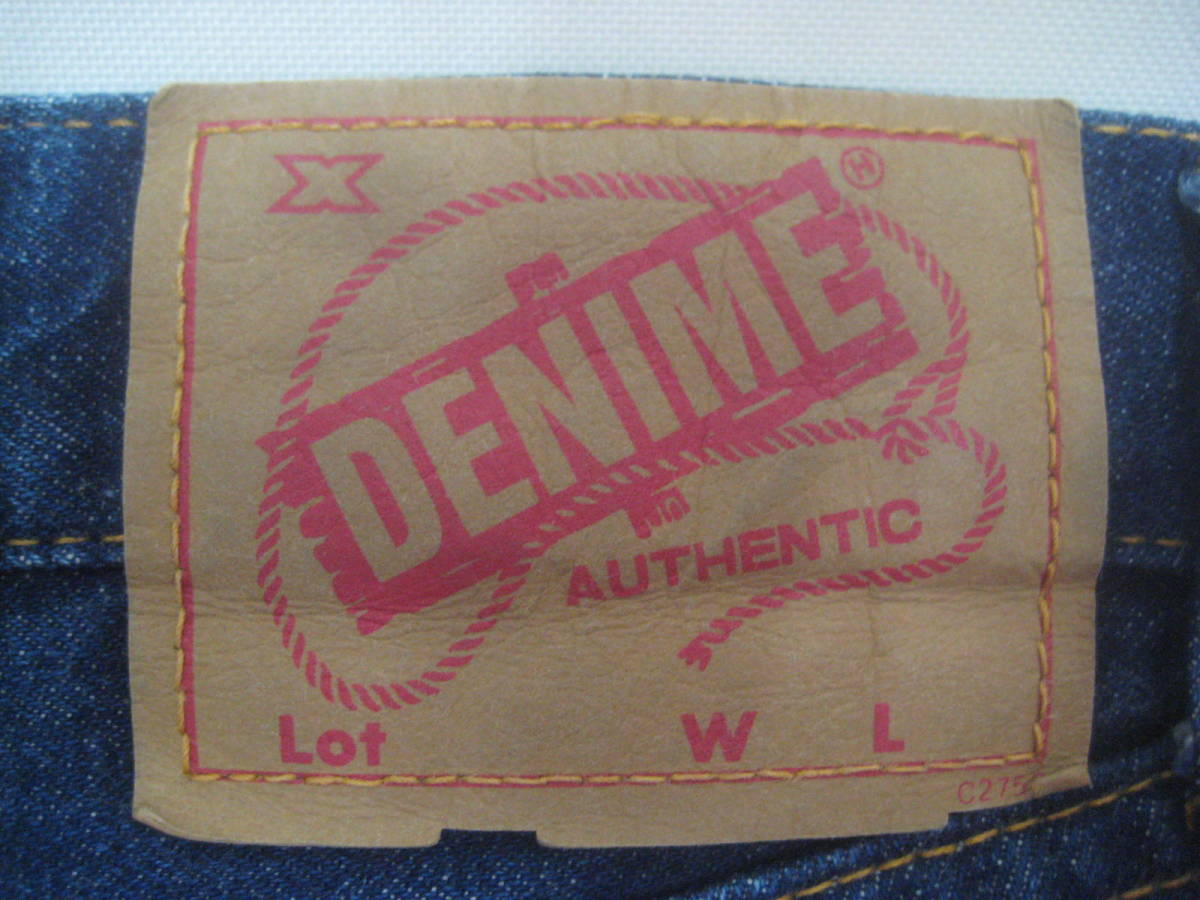 X
DENIME
Ⓗ
AUTHENTIC
Lot W L